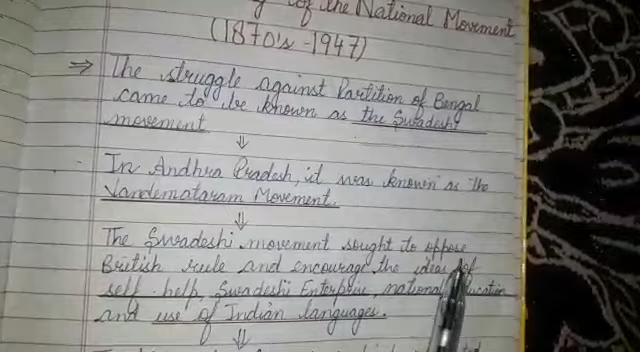 of the National Movement
(1870's-1947)
⇒ The struggle against Partition of Bengal
came to be known as the Swadeshi
movement
⇓
In Andhra Pradesh, it was known as the
Vandemataram Movement.
⇓
The Swadeshi movement sought to oppose
British rule and encourage the ideas of
self-help, Swadeshi Enterprise, national
and use of Indian languages.
⇓